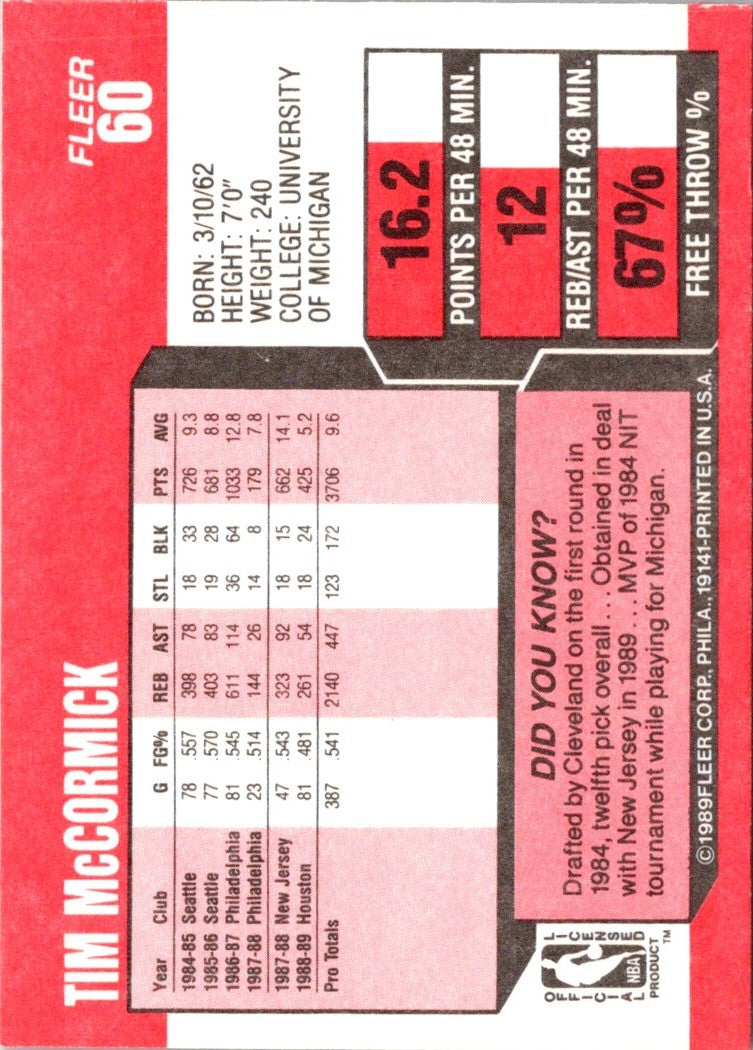 TIM McCORMICK
FLEER
60
Year Club G FG% REB AST STL BLK PTS AVG
1984-85 Seattle 78 .557 398 78 18 33 726 9.3
1985-86 Seattle 77 .570 403 83 19 28 681 8.8
1986-87 Philadelphia 81 .545 611 114 36 64 1033 12.8
1987-88 Philadelphia 23 .514 144 26 14 8 179 7.8
1987-88 New Jersey 47 .543 323 92 18 15 662 14.1
1988-89 Houston 81 .481 261 54 18 24 425 5.2
Pro Totals 387 .541 2140 447 123 172 3706 9.6
BORN: 3/10/62
HEIGHT: 7'0"
WEIGHT: 240
COLLEGE: UNIVERSITY
OF MICHIGAN
16.2
POINTS PER 48 MIN.
12
REB/AST PER 48 MIN.
67%
FREE THROW %
DID YOU KNOW?
Drafted by Cleveland on the first round in
1984, twelfth pick overall . . . Obtained in deal
with New Jersey in 1989 . . . MVP of 1984 NIT
tournament while playing for Michigan.
OFFICIAL LICENSED
NBA
PRODUCT™
©1989FLEER CORP. PHILA., 19141-PRINTED IN U.S.A.